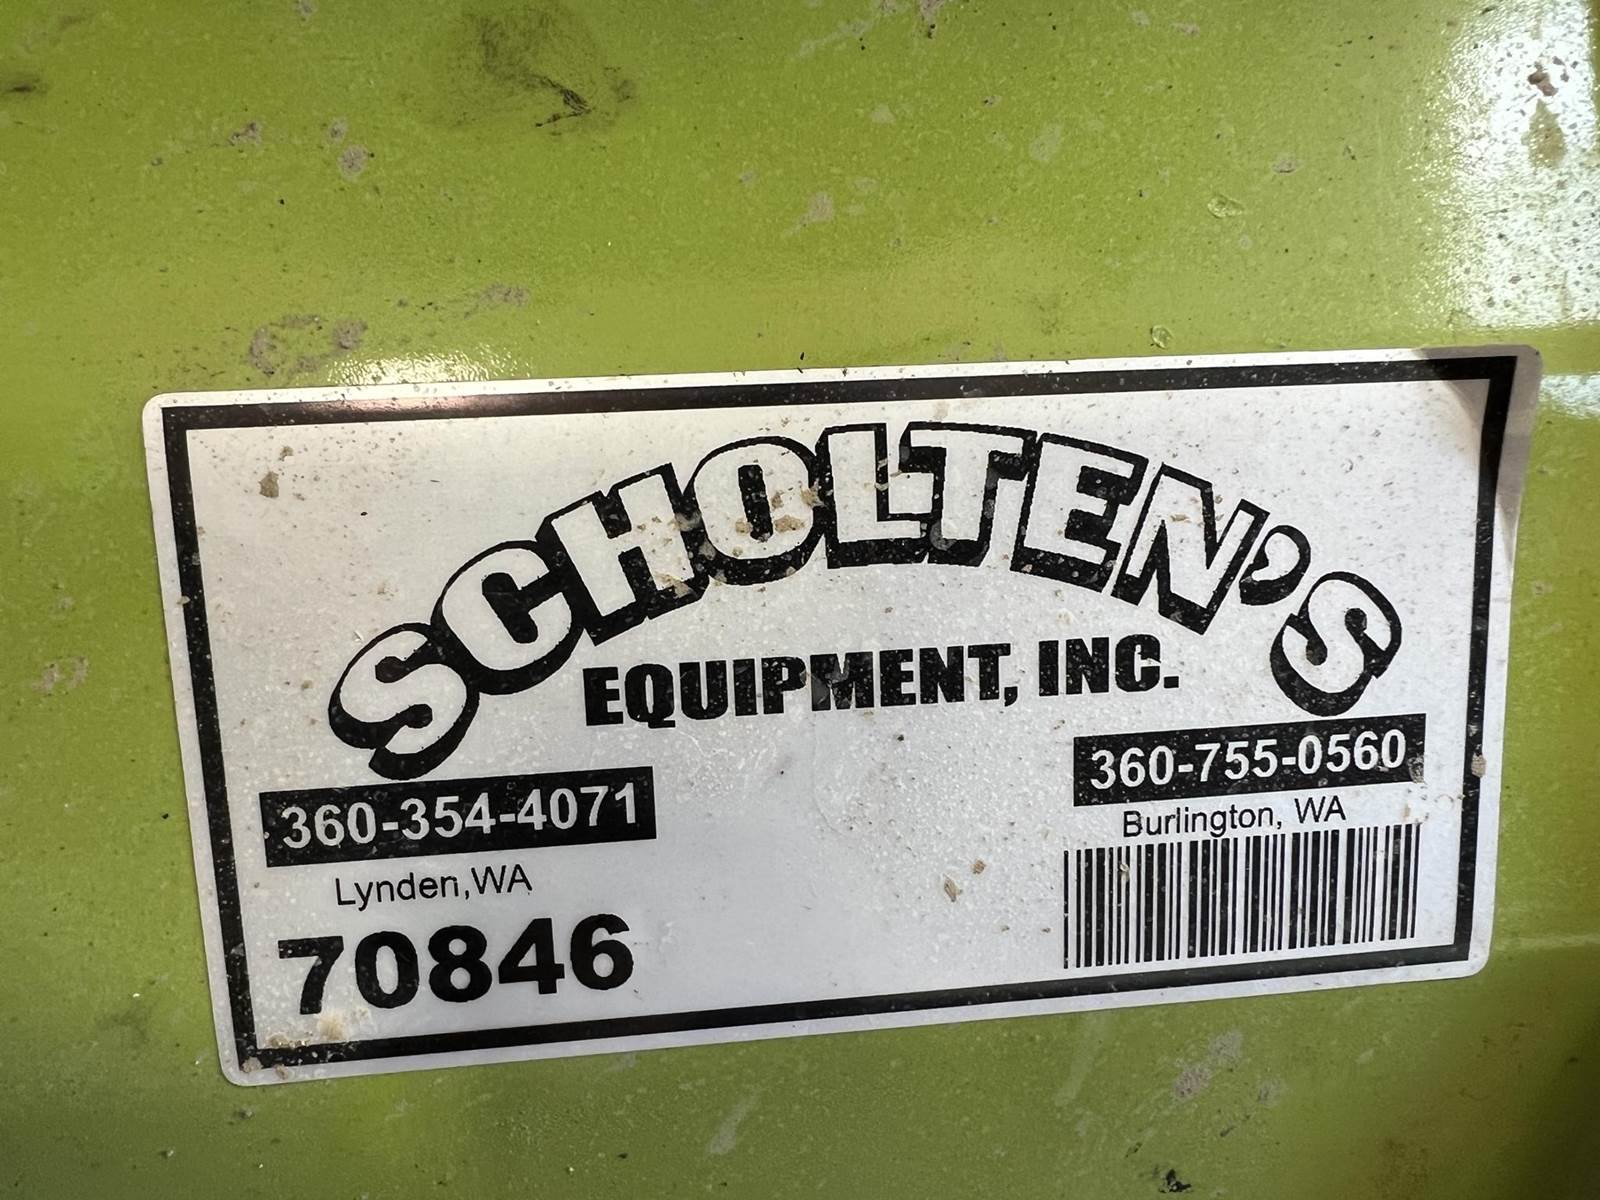 SCHOLTEN'S
EQUIPMENT, INC.
360-354-4071
Lynden,WA
70846
360-755-0560
Burlington, WA